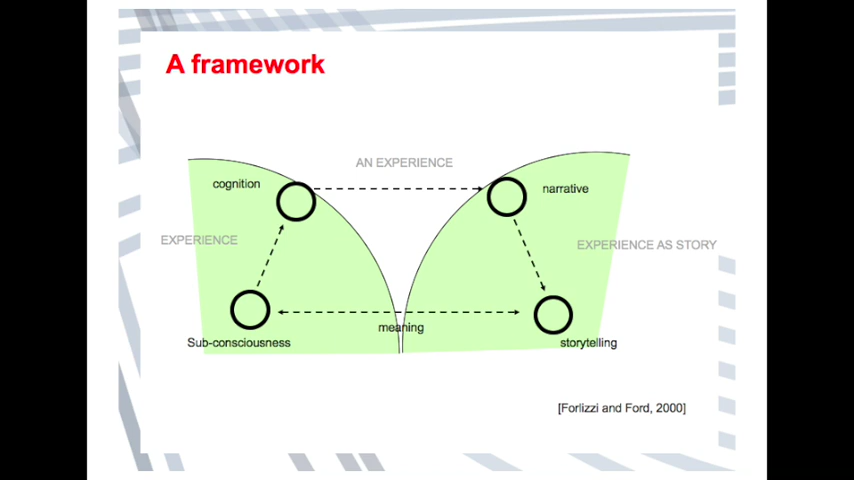 A framework
AN EXPERIENCE
cognition
narrative
EXPERIENCE
EXPERIENCE AS STORY
meaning
Sub-consciousness
storytelling
[Forlizzi and Ford, 2000]